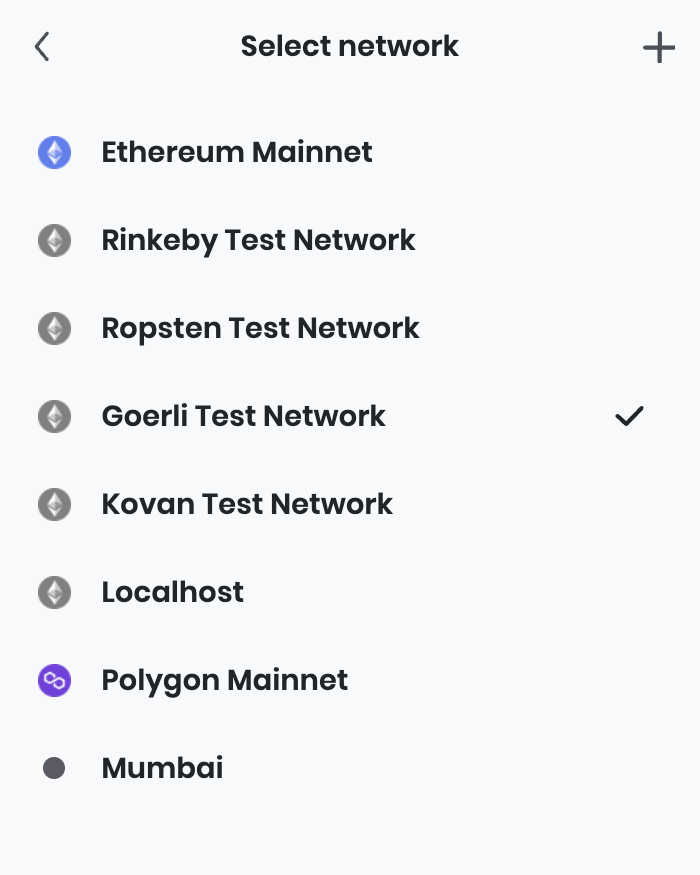 Select network
Ethereum Mainnet
Rinkeby Test Network
Ropsten Test Network
Goerli Test Network
Kovan Test Network
Localhost
Polygon Mainnet
Mumbai